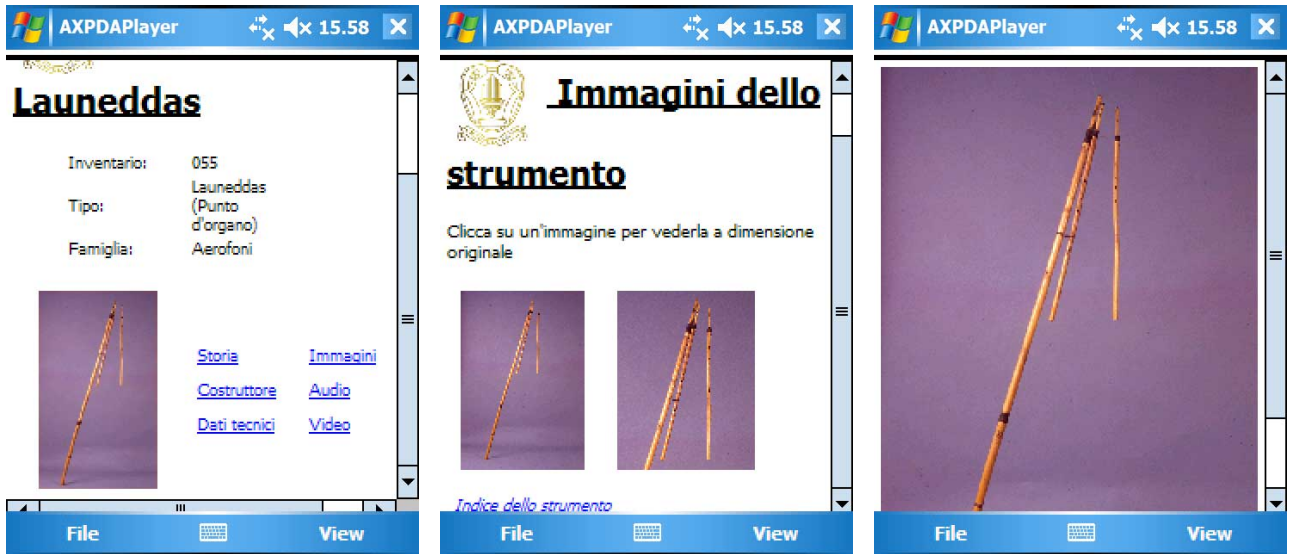 AXPDAPlayer 15.58
Launeddas
Inventario: 055
Tipo: Launeddas
(Punto
d'organo)
Famiglia: Aerofoni
Storia Immagini
Costruttore Audio
Dati tecnici Video
File View
AXPDAPlayer 15.58
Immagini dello
strumento
Clicca su un'immagine per vederla a dimensione
originale
Indice dello strumento
File View
AXPDAPlayer 15.58
File View